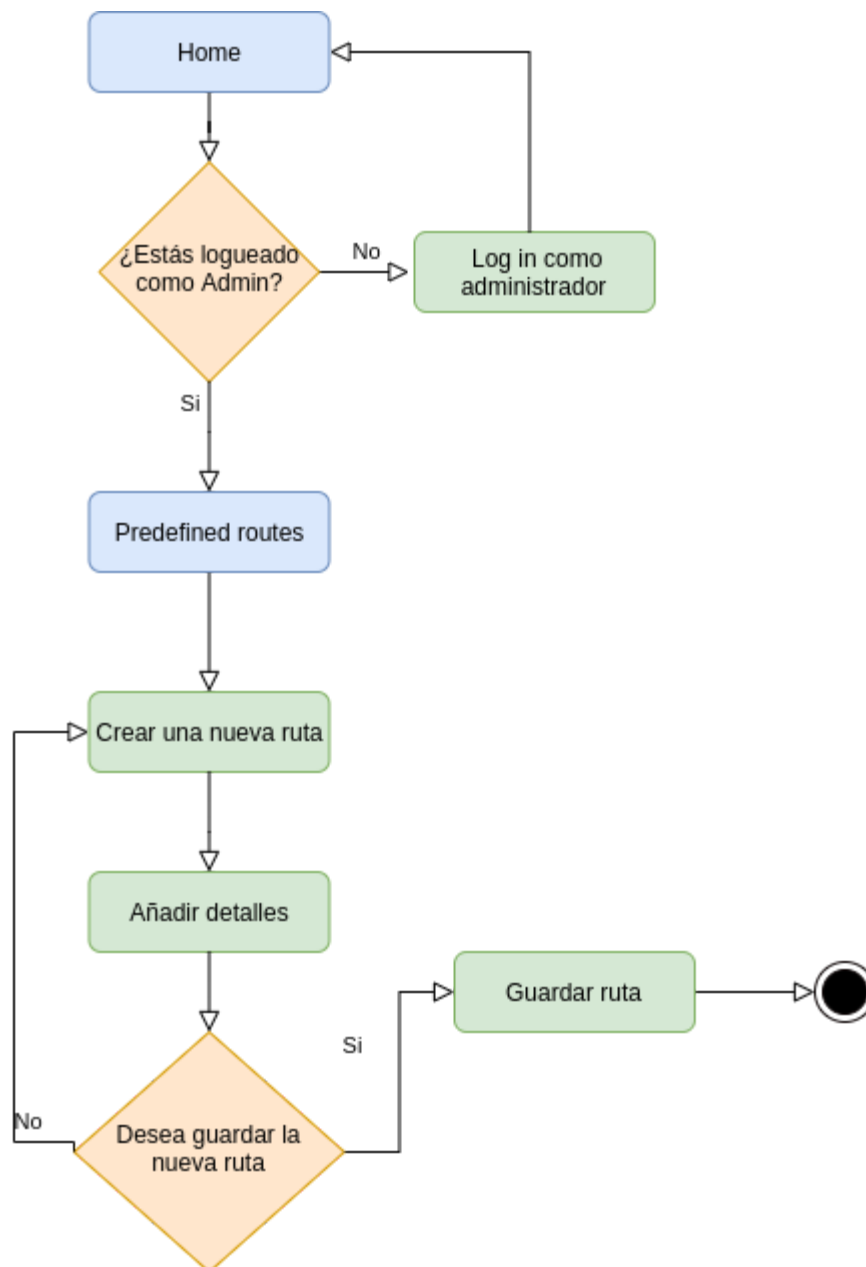 Home
¿Estás logueado
como Admin?
No
Log in como
administrador
Si
Predefined routes
Crear una nueva ruta
Añadir detalles
Guardar ruta
Si
No
Desea guardar la
nueva ruta